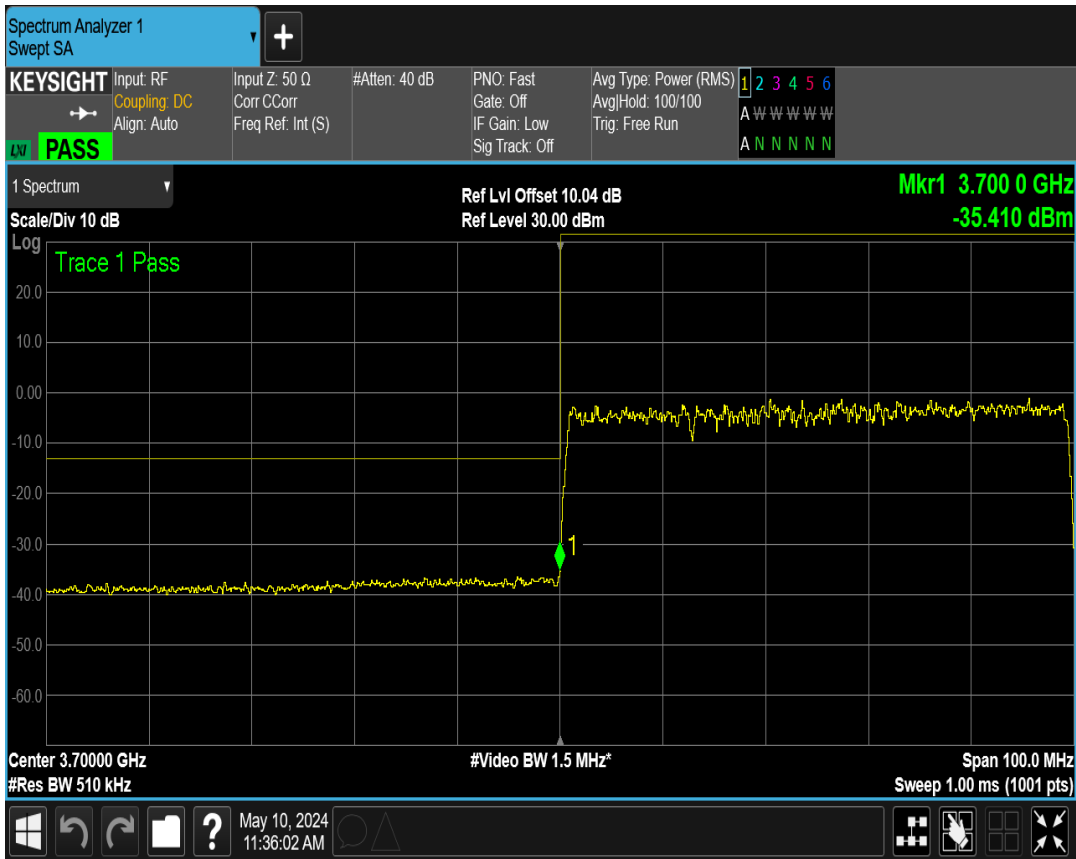 Spectrum Analyzer 1
Swept SA
+
KEYSIGHT
LXI PASS
Input: RF
Coupling: DC
Align: Auto
Input Z: 50 Ω
Corr CCorr
Freq Ref: Int (S)
#Atten: 40 dB
PNO: Fast
Gate: Off
IF Gain: Low
Sig Track: Off
Avg Type: Power (RMS)
Avg|Hold: 100/100
Trig: Free Run
1 2 3 4 5 6
A W W W W W
A N N N N N
1 Spectrum
Scale/Div 10 dB
Ref Lvl Offset 10.04 dB
Ref Level 30.00 dBm
Mkr1 3.700 0 GHz
-35.410 dBm
Log
Trace 1 Pass
20.0
10.0
0.00
-10.0
-20.0
-30.0
1
-40.0
-50.0
-60.0
Center 3.70000 GHz
#Video BW 1.5 MHz*
Span 100.0 MHz
#Res BW 510 kHz
Sweep 1.00 ms (1001 pts)
?
May 10, 2024
11:36:02 AM